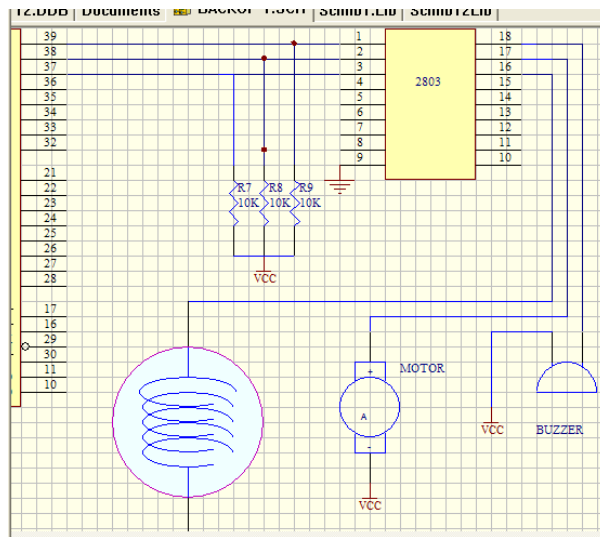 T2.DDB Documents BACKUP 1.SCH Schlib1.Lib Schlib12Lib
39 1 18
38 2 17
37 3 16
36 4 15
35 5 14
34 6 13
33 7 12
32 8 11
9 10
2803
21
22
23
24
25
26
27
28
R7 R8 R9
10K 10K 10K
VCC
17
16
29
30
11
10
MOTOR
+
A
-
VCC
VCC
BUZZER